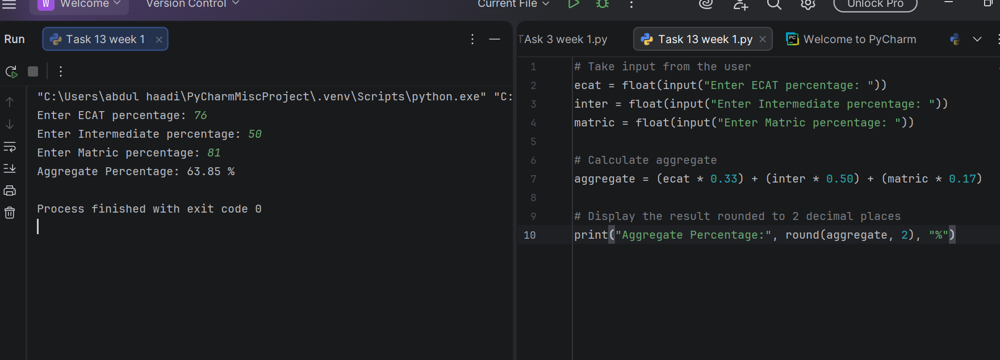 W Welcome Version Control Current File Unlock Pro
Run Task 13 week 1
"C:\Users\abdul haadi\PyCharmMiscProject\.venv\Scripts\python.exe" "C:
Enter ECAT percentage: 76
Enter Intermediate percentage: 50
Enter Matric percentage: 81
Aggregate Percentage: 63.85 %
Process finished with exit code 0
TAsk 3 week 1.py Task 13 week 1.py PC Welcome to PyCharm
1 # Take input from the user
2 ecat = float(input("Enter ECAT percentage: "))
3 inter = float(input("Enter Intermediate percentage: "))
4 matric = float(input("Enter Matric percentage: "))
5
6 # Calculate aggregate
7 aggregate = (ecat * 0.33) + (inter * 0.50) + (matric * 0.17)
8
9 # Display the result rounded to 2 decimal places
10 print("Aggregate Percentage:", round(aggregate, 2), "%")